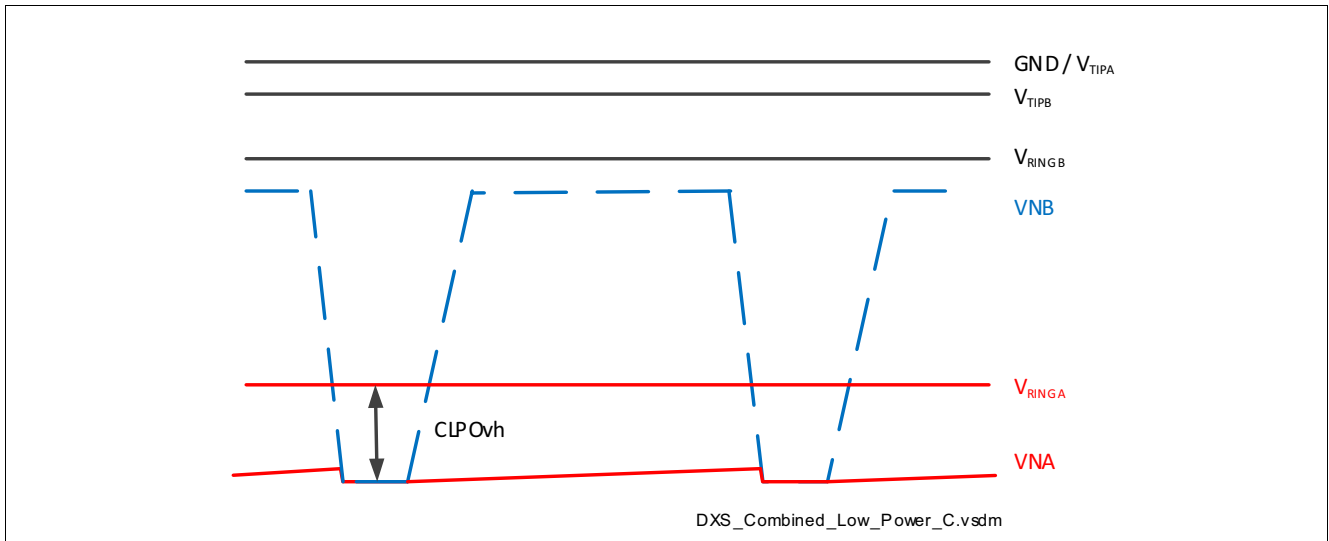 GND / VTIPA
VTIPB
VRINGB
VNB
VRINGA
CLPOvh
VNA
DXS_Combined_Low_Power_C.vsdm